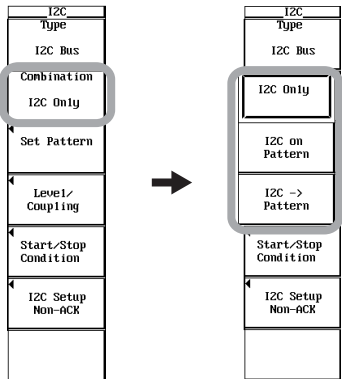 I2C
Type
I2C Bus
Combination
I2C Only
Set Pattern
Level/
Coupling
Start/Stop
Condition
I2C Setup
Non-ACK
I2C
Type
I2C Bus
I2C Only
I2C on
Pattern
I2C ->
Pattern
Start/Stop
Condition
I2C Setup
Non-ACK